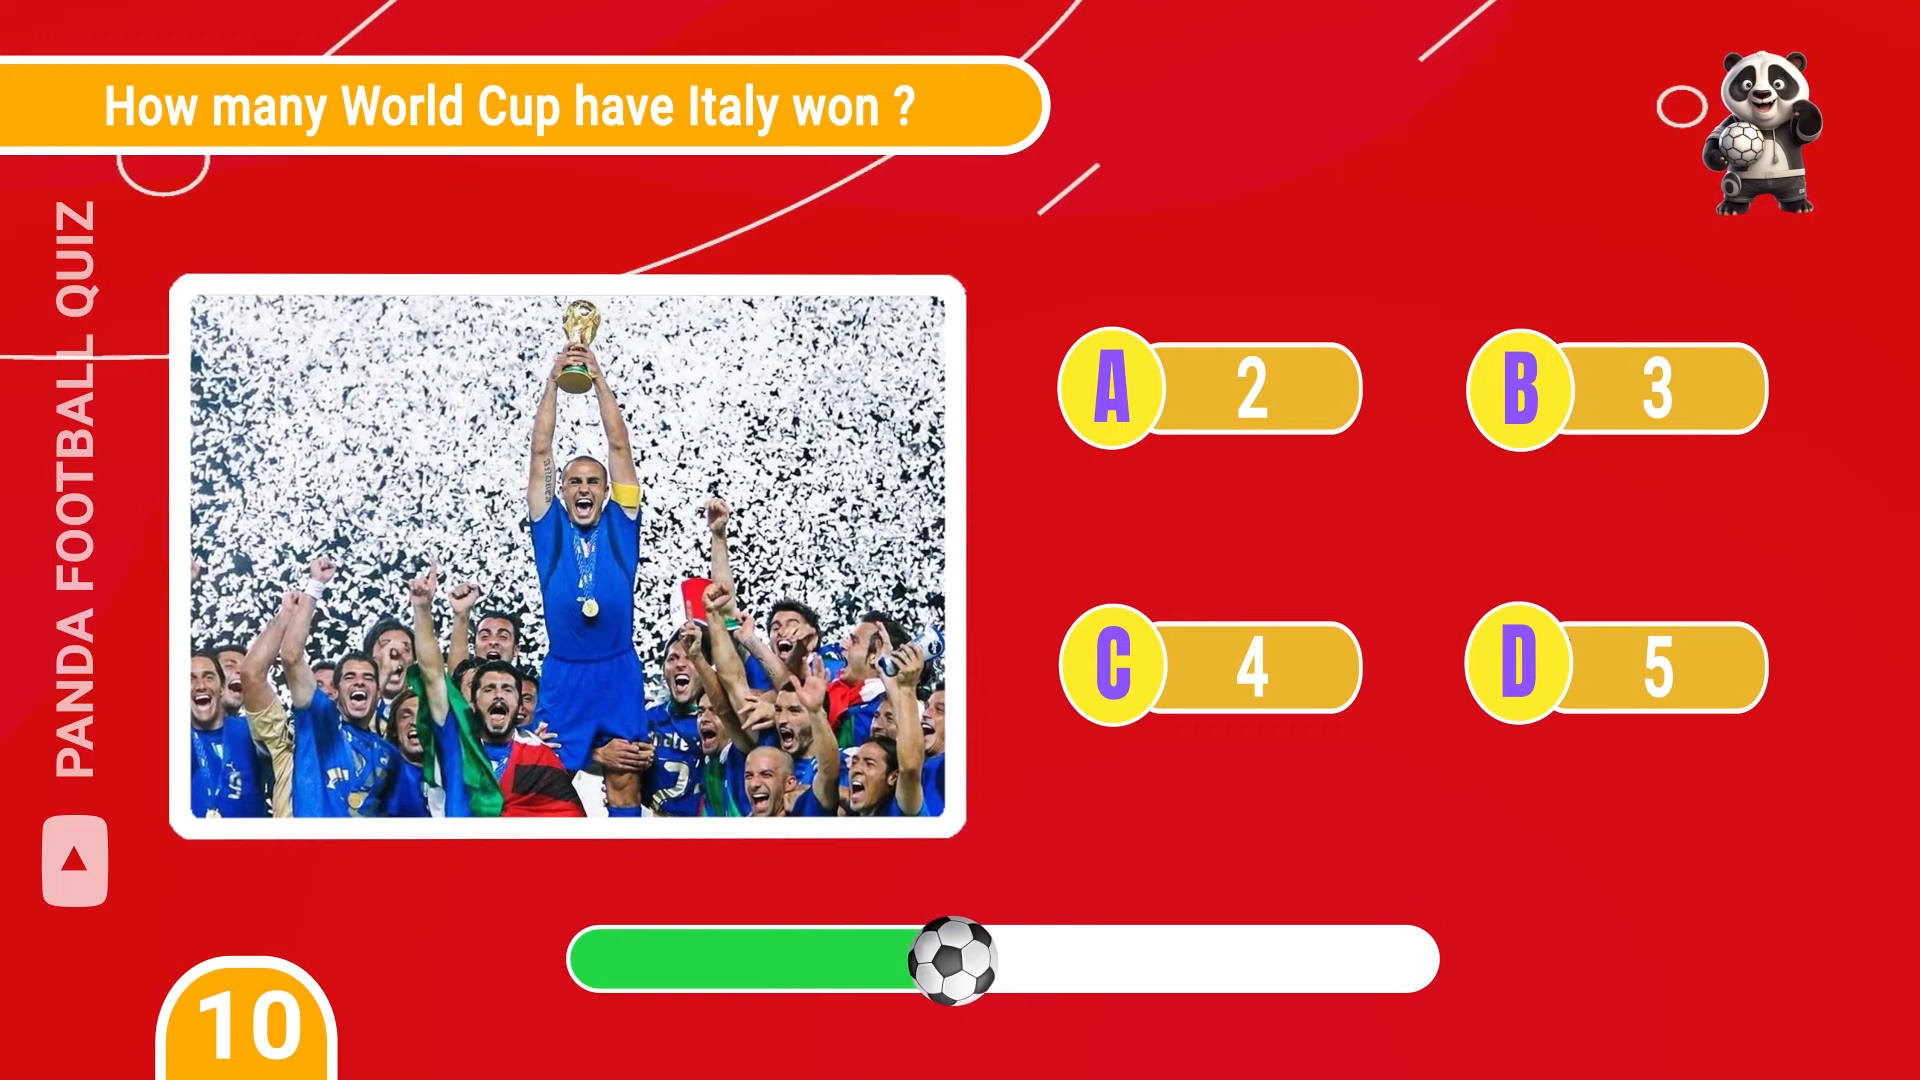 How many World Cup have Italy won ?
PANDA FOOTBALL QUIZ
A 2
B 3
C 4
D 5
10